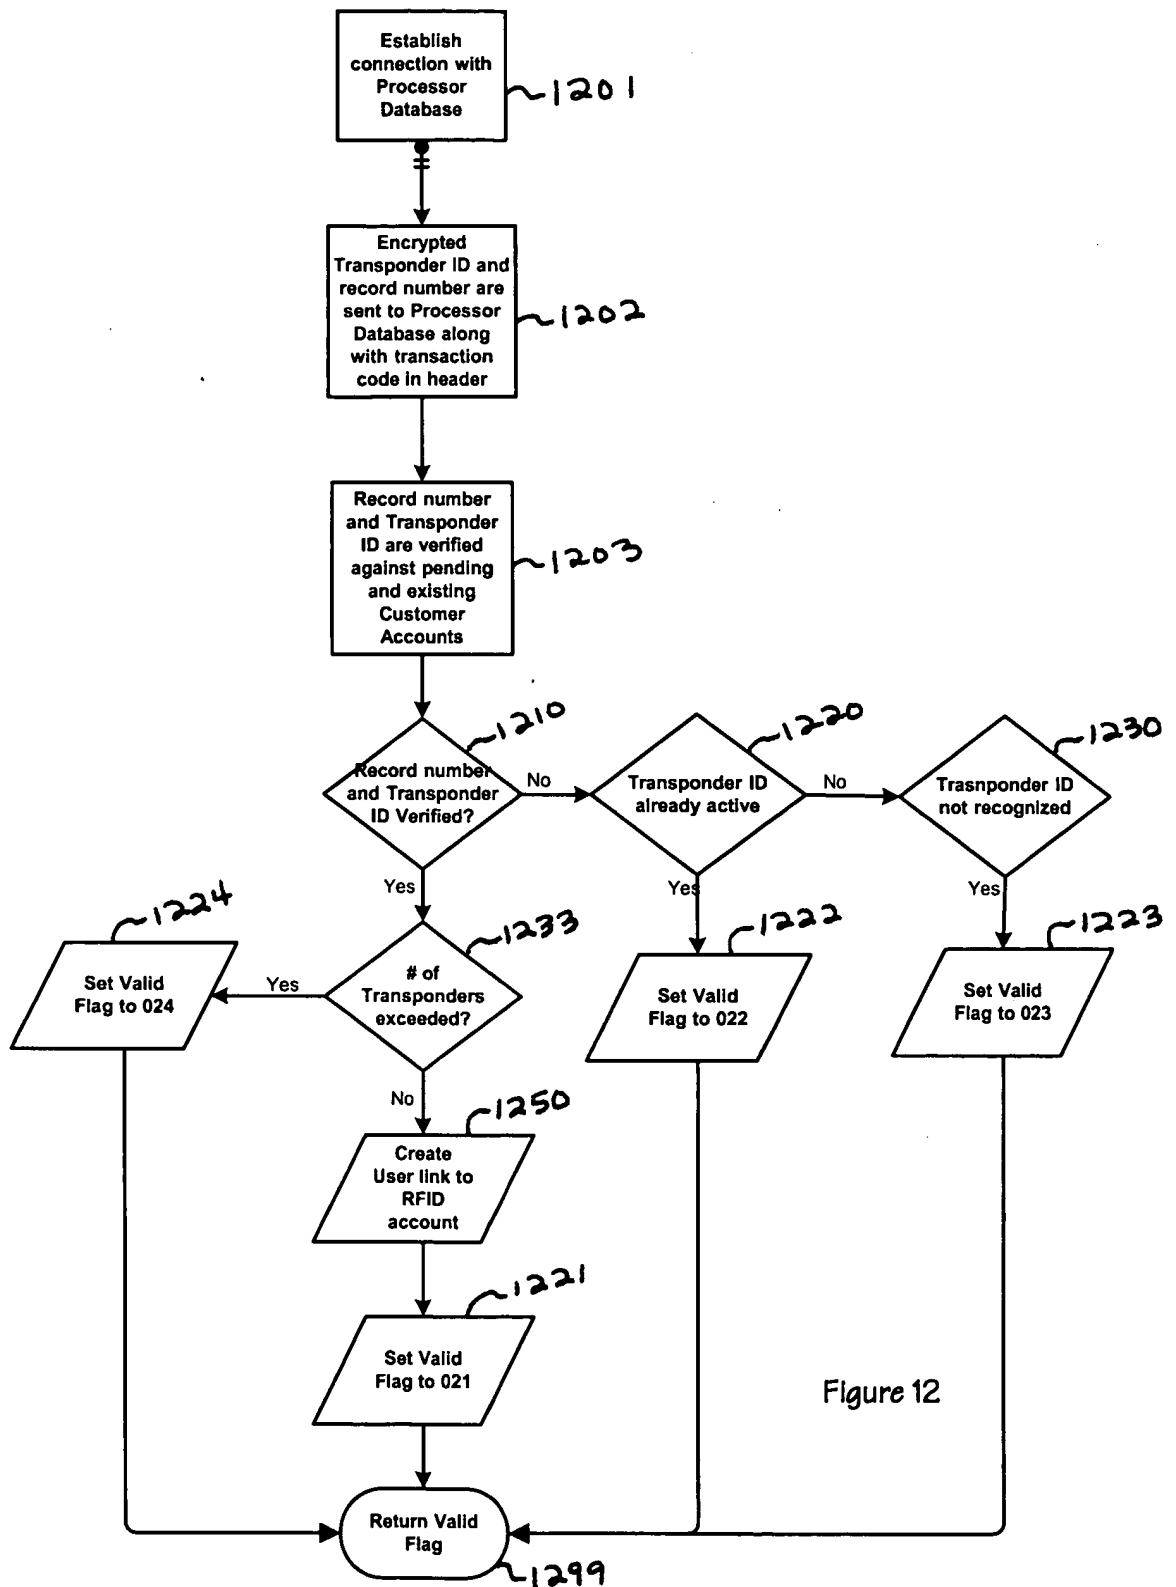 Establish
connection with
Processor
Database
1201
Encrypted
Transponder ID and
record number are
sent to Processor
Database along
with transaction
code in header
1202
Record number
and Transponder
ID are verified
against pending
and existing
Customer
Accounts
1203
1210
Record number
and Transponder
ID Verified?
No
1220
Transponder ID
already active
No
1230
Trasnponder ID
not recognized
Yes
Yes
Yes
1224
Set Valid
Flag to 024
Yes
1233
# of
Transponders
exceeded?
1222
Set Valid
Flag to 022
1223
Set Valid
Flag to 023
No
1250
Create
User link to
RFID
account
1221
Set Valid
Flag to 021
Figure 12
Return Valid
Flag
1299